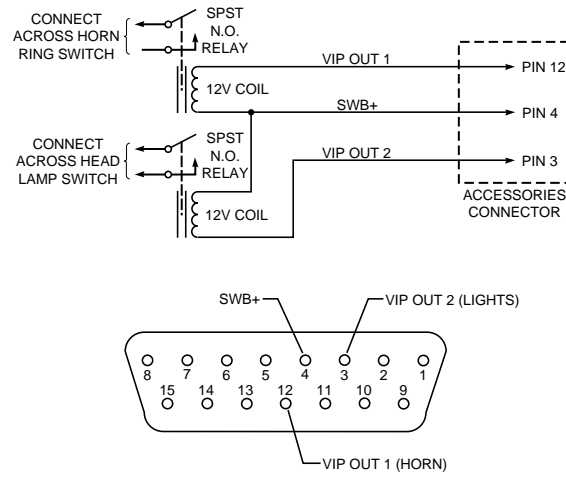 CONNECT
ACROSS HORN
RING SWITCH
SPST
N.O.
RELAY
12V COIL
VIP OUT 1
PIN 12
SWB+
PIN 4
CONNECT
ACROSS HEAD
LAMP SWITCH
SPST
N.O.
RELAY
12V COIL
VIP OUT 2
PIN 3
ACCESSORIES
CONNECTOR
SWB+
VIP OUT 2 (LIGHTS)
8 7 6 5 4 3 2 1
15 14 13 12 11 10 9
VIP OUT 1 (HORN)